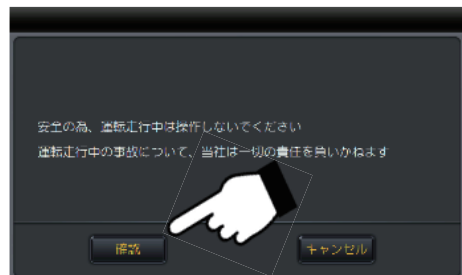 安全の為、運転走行中は操作しないでください
運転走行中の事故について、当社は一切の責任を負いかねます
確認
キャンセル